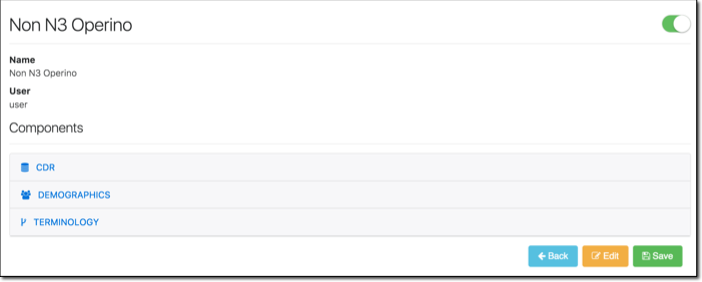 Non N3 Operino
Name
Non N3 Operino
User
user
Components
CDR
DEMOGRAPHICS
TERMINOLOGY
Back Edit Save